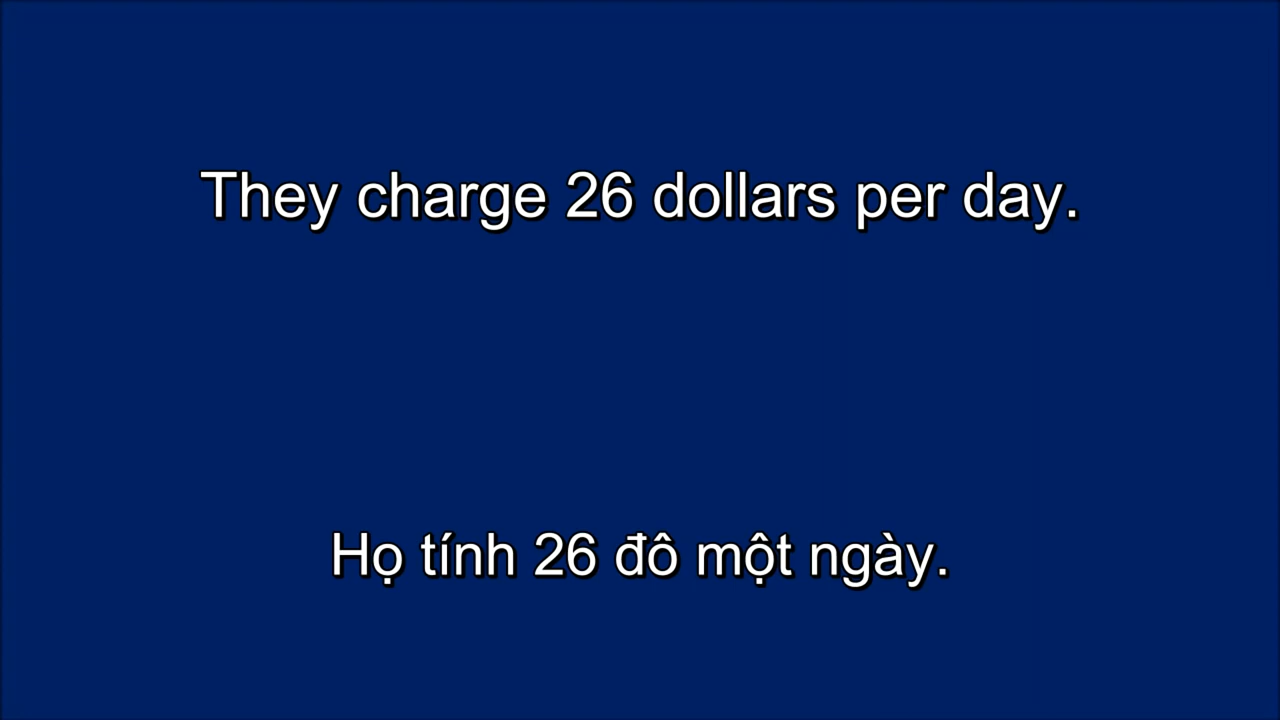 They charge 26 dollars per day.
Họ tính 26 đô một ngày.